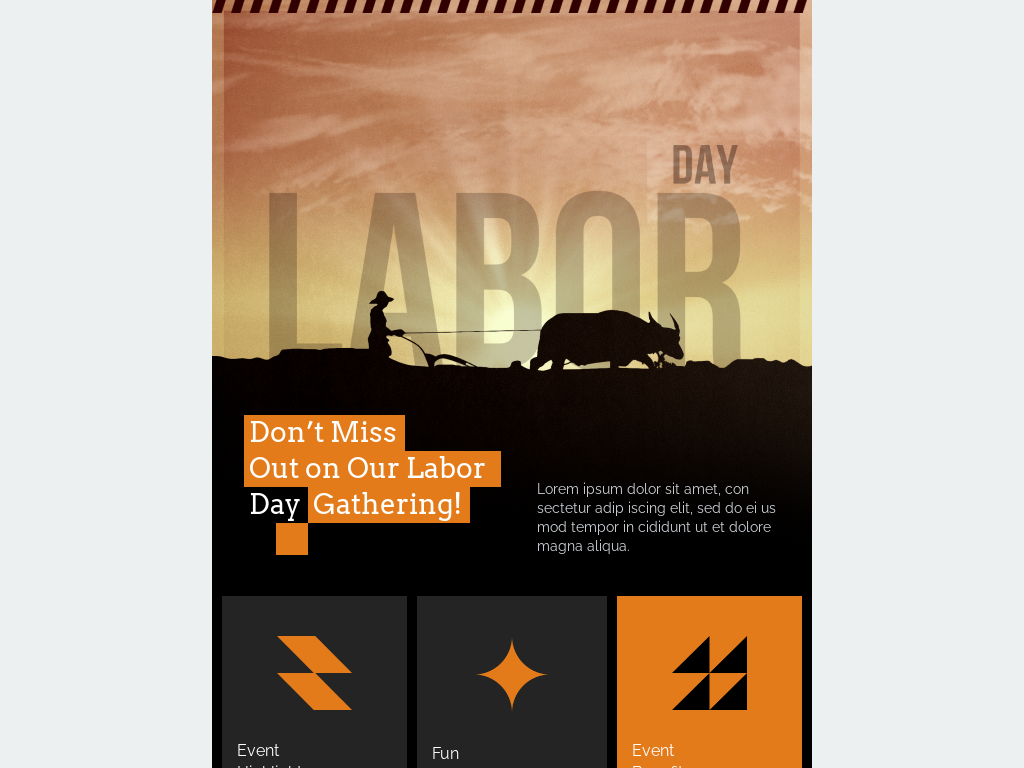 DAY
LABOR
Don’t Miss
Out on Our Labor
Day Gathering!
Lorem ipsum dolor sit amet, con
sectetur adip iscing elit, sed do ei us
mod tempor in cididunt ut et dolore
magna aliqua.
Event
Fun
Event